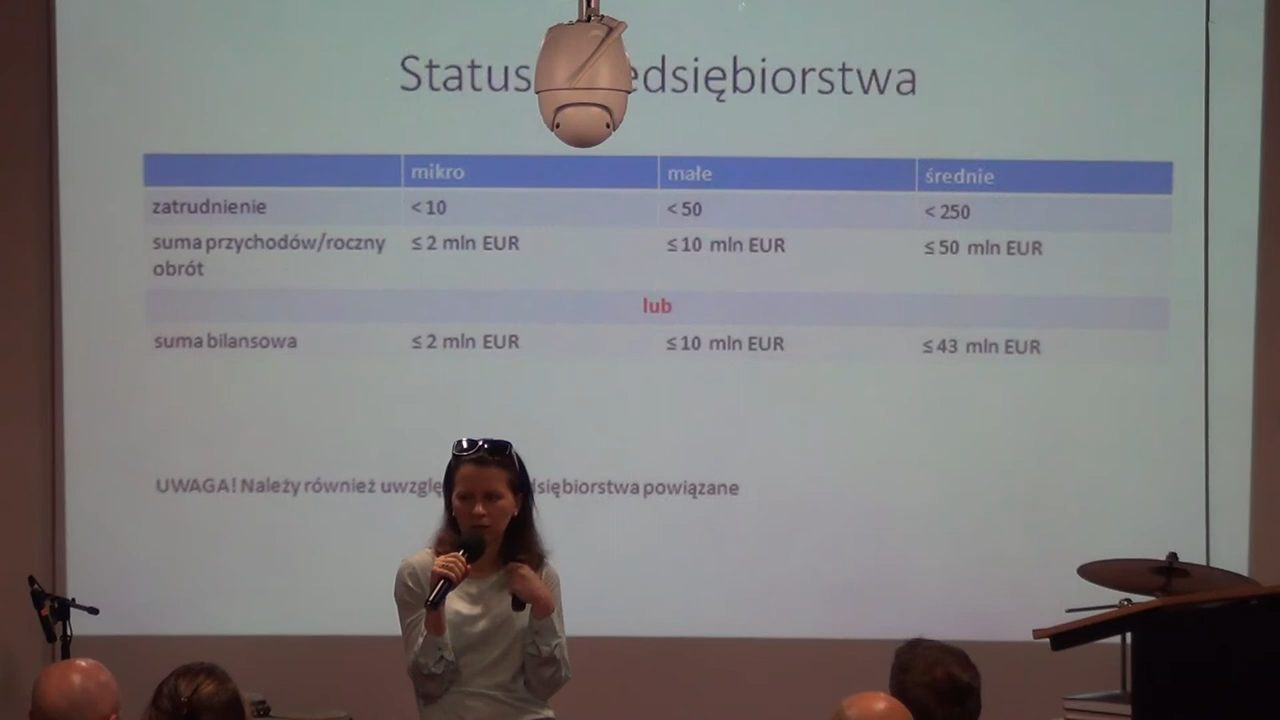 Status edsiębiorstwa
mikro małe średnie
zatrudnienie < 10 < 50 < 250
suma przychodów/roczny ≤ 2 mln EUR ≤ 10 mln EUR ≤ 50 mln EUR
obrót
lub
suma bilansowa ≤ 2 mln EUR ≤ 10 mln EUR ≤ 43 mln EUR
UWAGA! Należy również uwzglę dsiębiorstwa powiązane